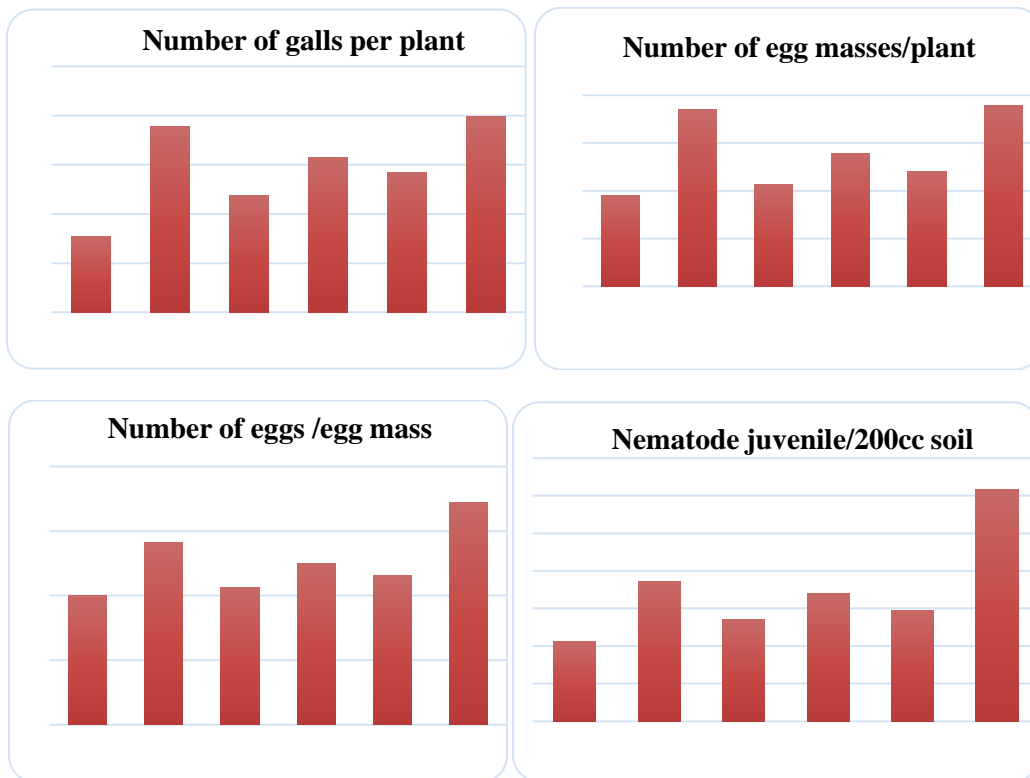 Number of galls per plant
Number of egg masses/plant
Number of eggs /egg mass
Nematode juvenile/200cc soil